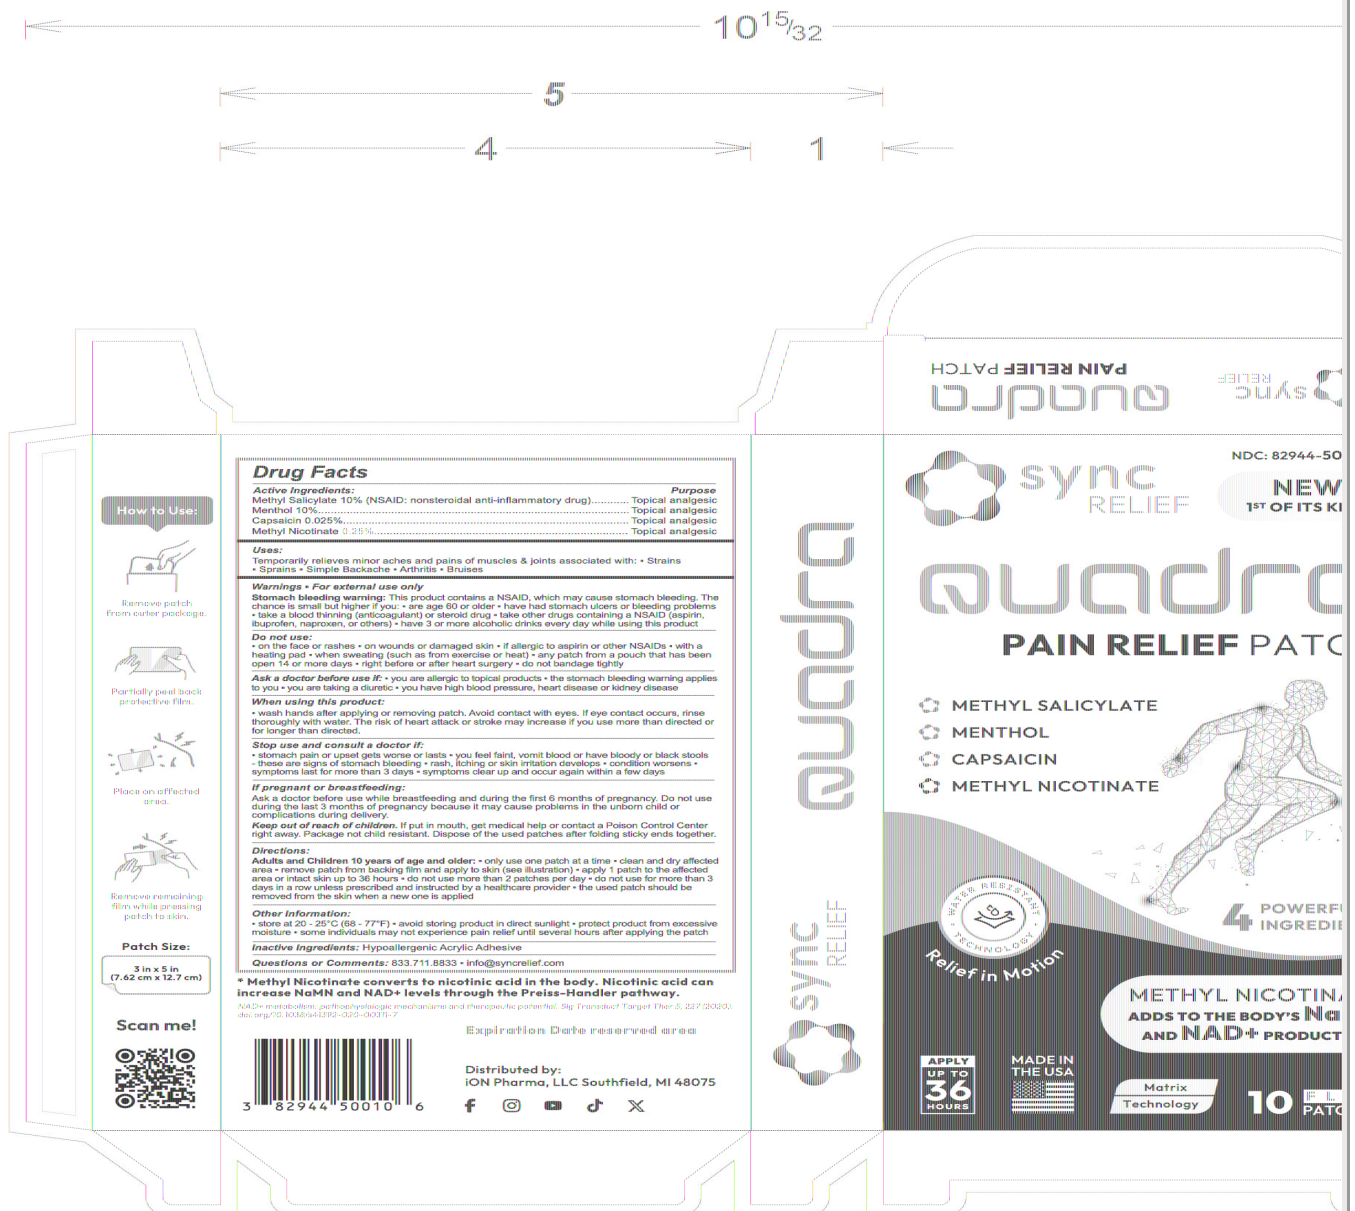 10 15/32
5
4
1
PAIN RELIEF PATCH
Quadra
sync
RELIEF
How to Use:
Remove patch
from outer package.
Partially peel back
protective film.
Place on affected
area.
Remove remaining
film while pressing
patch to skin.
Patch Size:
3 in x 5 in
(7.62 cm x 12.7 cm)
Scan me!
Drug Facts
Active Ingredients: Purpose
Methyl Salicylate 10% (NSAID: nonsteroidal anti-inflammatory drug)........... Topical analgesic
Menthol 10%.......... Topical analgesic
Capsaicin 0.025%.......... Topical analgesic
Methyl Nicotinate 0.25%.......... Topical analgesic
Uses:
Temporarily relieves minor aches and pains of muscles & joints associated with: • Strains
• Sprains • Simple Backache • Arthritis • Bruises
Warnings • For external use only
Stomach bleeding warning: This product contains a NSAID, which may cause stomach bleeding. The
chance is small but higher if you: • are age 60 or older • have had stomach ulcers or bleeding problems
• take a blood thinning (anticoagulant) or steroid drug • take other drugs containing a NSAID (aspirin,
ibuprofen, naproxen, or others) • have 3 or more alcoholic drinks every day while using this product
Do not use:
• on the face or rashes • on wounds or damaged skin • if allergic to aspirin or other NSAIDs • with a
heating pad • when sweating (such as from exercise or heat) • any patch from a pouch that has been
open 14 or more days • right before or after heart surgery • do not bandage tightly
Ask a doctor before use if: • you are allergic to topical products • the stomach bleeding warning applies
to you • you are taking a diuretic • you have high blood pressure, heart disease or kidney disease
When using this product:
• wash hands after applying or removing patch. Avoid contact with eyes. If eye contact occurs, rinse
thoroughly with water. The risk of heart attack or stroke may increase if you use more than directed or
for longer than directed.
Stop use and consult a doctor if:
• stomach pain or upset gets worse or lasts • you feel faint, vomit blood or have bloody or black stools
- these are signs of stomach bleeding • rash, itching or skin irritation develops • condition worsens •
symptoms last for more than 3 days • symptoms clear up and occur again within a few days
If pregnant or breastfeeding:
Ask a doctor before use while breastfeeding and during the first 6 months of pregnancy. Do not use
during the last 3 months of pregnancy because it may cause problems in the unborn child or
complications during delivery.
Keep out of reach of children. If put in mouth, get medical help or contact a Poison Control Center
right away. Package not child resistant. Dispose of the used patches after folding sticky ends together.
Directions:
Adults and Children 10 years of age and older: • only use one patch at a time • clean and dry affected
area • remove patch from backing film and apply to skin (see illustration) • apply 1 patch to the affected
area or intact skin up to 36 hours • do not use more than 2 patches per day • do not use for more than 3
days in a row unless prescribed and instructed by a healthcare provider • the used patch should be
removed from the skin when a new one is applied
Other Information:
• store at 20 - 25°C (68 - 77°F) • avoid storing product in direct sunlight • protect product from excessive
moisture • some individuals may not experience pain relief until several hours after applying the patch
Inactive Ingredients: Hypoallergenic Acrylic Adhesive
Questions or Comments: 833.711.8833 • info@syncrelief.com
* Methyl Nicotinate converts to nicotinic acid in the body. Nicotinic acid can
increase NaMN and NAD+ levels through the Preiss-Handler pathway.
NAD+ metabolism: pathophysiologic mechanisms and therapeutic potential. Sig Transduct Target Ther 5, 227 (2020).
doi.org/10.1038/s41392-020-00311-7
Expiration Date reserved area
3 82944 50010 6
Distributed by:
iON Pharma, LLC Southfield, MI 48075
Quadra
sync
RELIEF
sync
RELIEF
NDC: 82944-50
NEW
1ST OF ITS KI
Quadra
PAIN RELIEF PATC
METHYL SALICYLATE
MENTHOL
CAPSAICIN
METHYL NICOTINATE
WATER RESISTANT
TECHNOLOGY
Relief in Motion
4 POWERFU
INGREDIE
METHYL NICOTINA
ADDS TO THE BODY'S Na
AND NAD+ PRODUCT
APPLY
UP TO
36
HOURS
MADE IN
THE USA
Matrix
Technology
10 FL
PATC